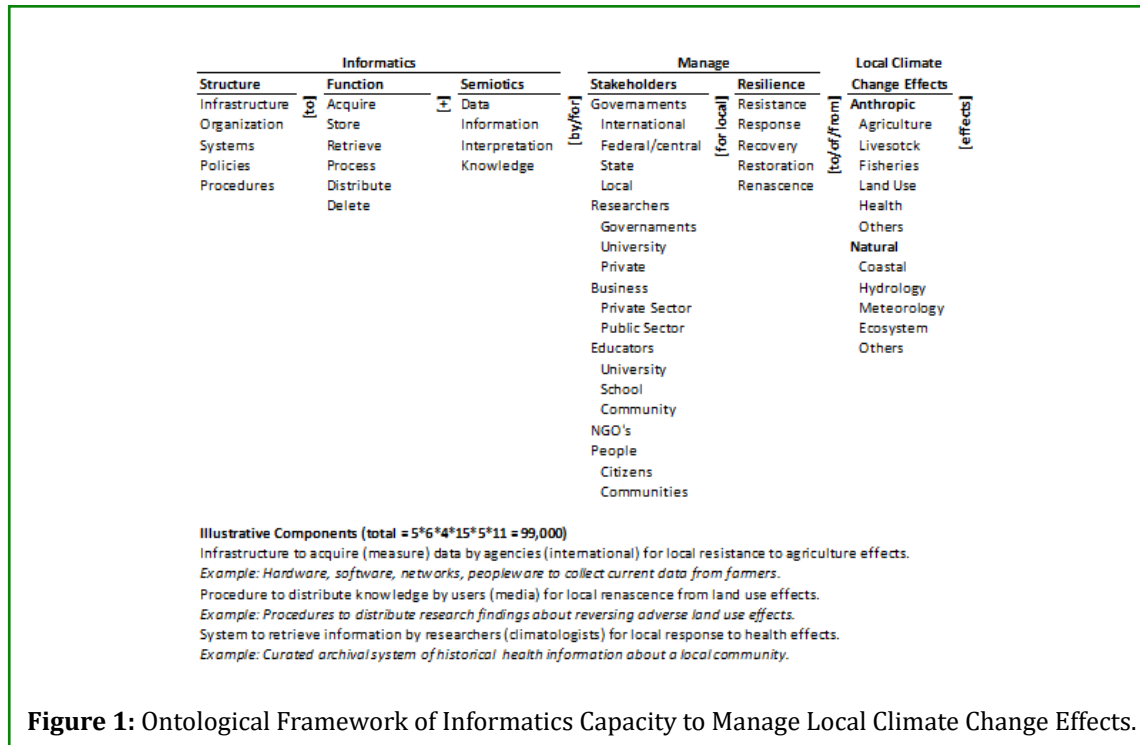 Informatics Manage Local Climate
Structure Function Semiotics Stakeholders Resilience Change Effects
Infrastructure [to] Acquire [+] Data [by/for] Governaments [for local] Resistance [to/of/from] Anthropic [effects]
Organization Store Information International Response Agriculture
Systems Retrieve Interpretation Federal/central Recovery Livesotck
Policies Process Knowledge State Restoration Fisheries
Procedures Distribute Local Renascence Land Use
Delete Researchers Health
Governaments Others
University Natural
Private Coastal
Business Hydrology
Private Sector Meteorology
Public Sector Ecosystem
Educators Others
University
School
Community
NGO's
People
Citizens
Communities
Illustrative Components (total = 5*6*4*15*5*11 = 99,000)
Infrastructure to acquire (measure) data by agencies (international) for local resistance to agriculture effects.
Example: Hardware, software, networks, peopleware to collect current data from farmers.
Procedure to distribute knowledge by users (media) for local renascence from land use effects.
Example: Procedures to distribute research findings about reversing adverse land use effects.
System to retrieve information by researchers (climatologists) for local response to health effects.
Example: Curated archival system of historical health information about a local community.
Figure 1: Ontological Framework of Informatics Capacity to Manage Local Climate Change Effects.